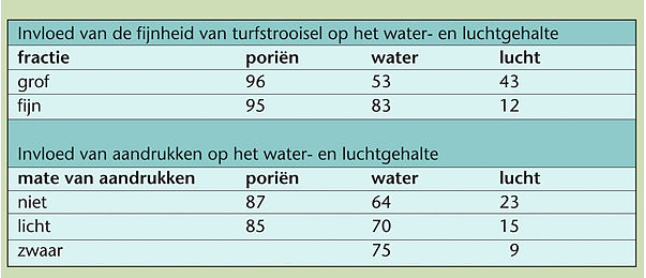 Invloed van de fijnheid van turfstrooisel op het water- en luchtgehalte
fractie poriën water lucht
grof 96 53 43
fijn 95 83 12
Invloed van aandrukken op het water- en luchtgehalte
mate van aandrukken poriën water lucht
niet 87 64 23
licht 85 70 15
zwaar 75 9